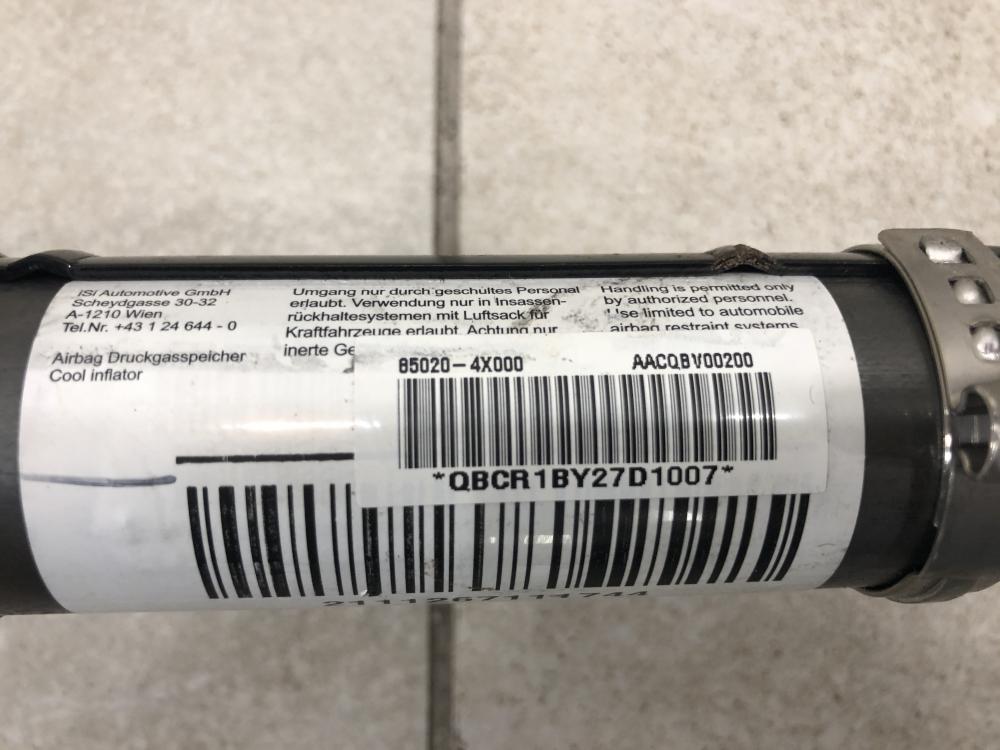 iSi Automotive GmbH
Scheydgasse 30-32
A-1210 Wien
Tel.Nr. +43 1 24 644 - 0
Airbag Druckgasspeicher
Cool inflator
Umgang nur durch geschultes Personal
erlaubt. Verwendung nur in Insassen-
rückhaltesystemen mit Luftsack für
Kraftfahrzeuge erlaubt. Achtung nur
inerte
Handling is permitted only
by authorized personnel.
Use limited to automobile
airbag restraint systems
85020-4X000 AACQBV00200
*QBCR1BY27D1007*